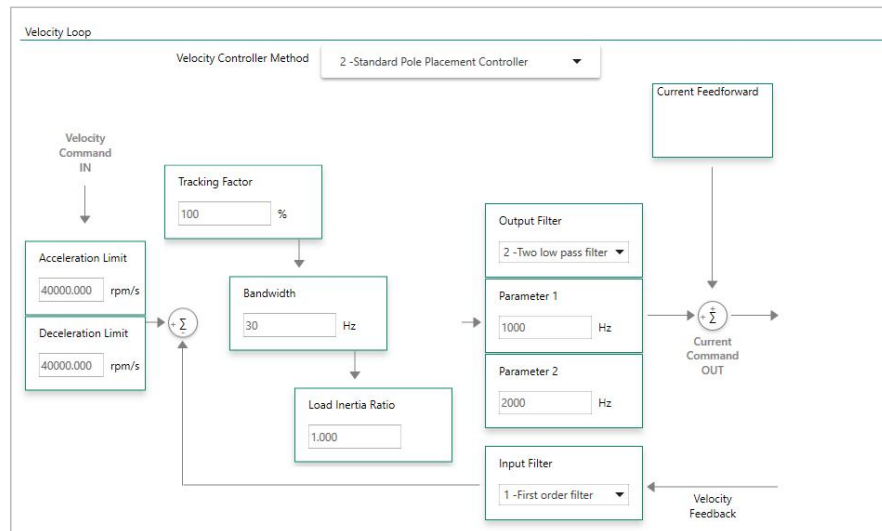 Velocity Loop
Velocity Controller Method
2 -Standard Pole Placement Controller
Current Feedforward
Velocity
Command
IN
Tracking Factor
100 %
Acceleration Limit
40000.000 rpm/s
Deceleration Limit
40000.000 rpm/s
+ Σ
-
Bandwidth
30 Hz
Load Inertia Ratio
1.000
Output Filter
2 -Two low pass filter
Parameter 1
1000 Hz
Parameter 2
2000 Hz
Input Filter
1 -First order filter
+
+ Σ
Current
Command
OUT
Velocity
Feedback